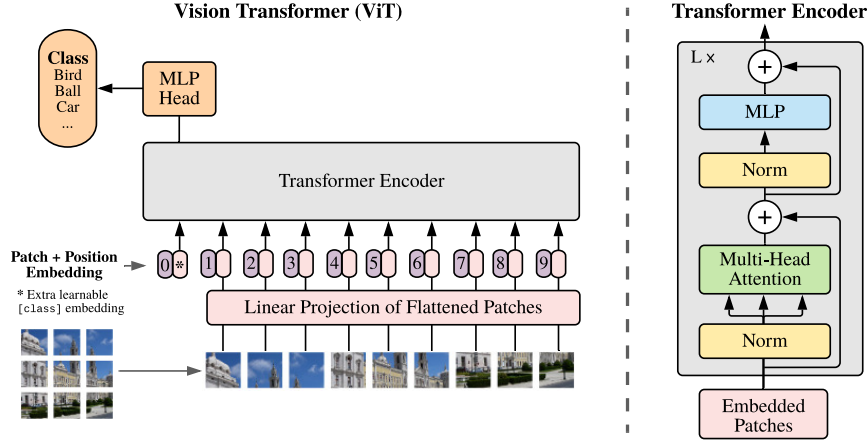 Vision Transformer (ViT)
Class
Bird
Ball
Car
...
MLP
Head
Transformer Encoder
Patch + Position
Embedding
0 * 1 2 3 4 5 6 7 8 9
* Extra learnable
[class] embedding
Linear Projection of Flattened Patches
Transformer Encoder
L x
+
MLP
Norm
+
Multi-Head
Attention
Norm
Embedded
Patches